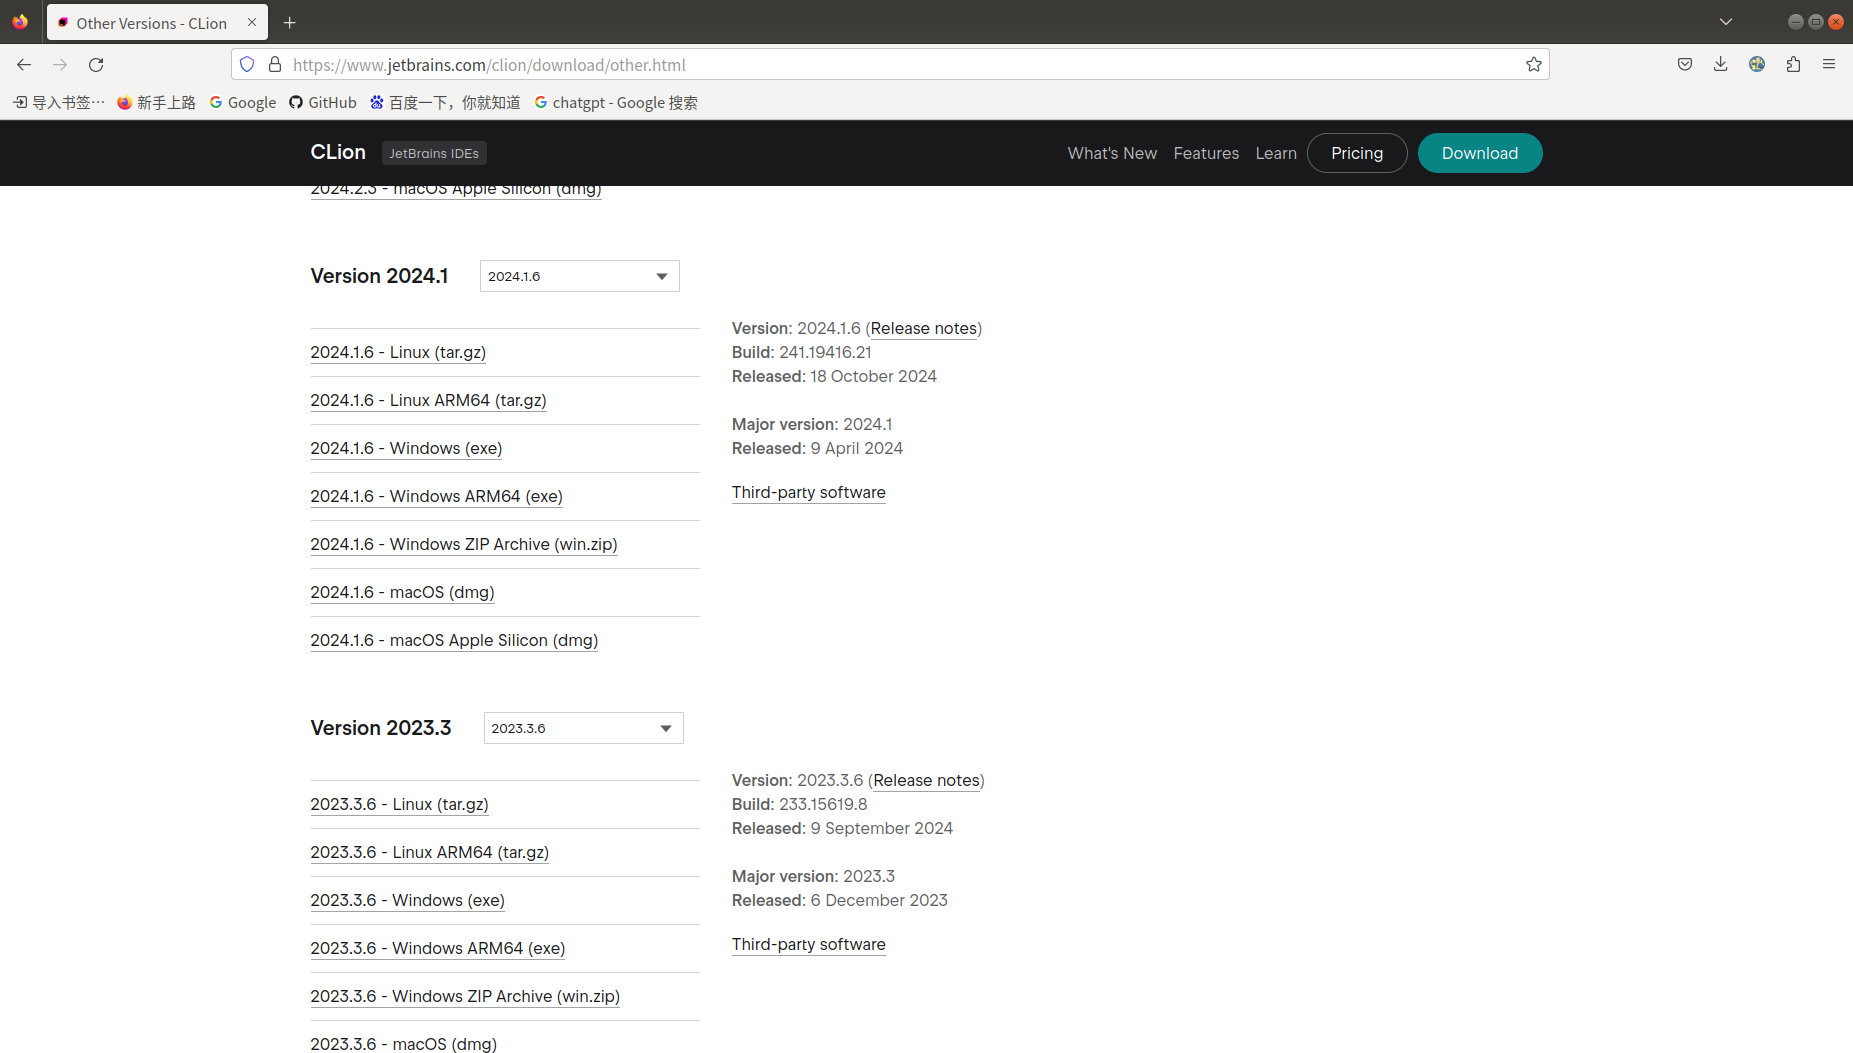 Other Versions - CLion
https://www.jetbrains.com/clion/download/other.html
导入书签… 新手上路 Google GitHub 百度一下，你就知道 chatgpt - Google 搜索
CLion JetBrains IDEs What's New Features Learn Pricing Download
2024.2.3 - macOS Apple Silicon (dmg)
Version 2024.1 2024.1.6
2024.1.6 - Linux (tar.gz)
2024.1.6 - Linux ARM64 (tar.gz)
2024.1.6 - Windows (exe)
2024.1.6 - Windows ARM64 (exe)
2024.1.6 - Windows ZIP Archive (win.zip)
2024.1.6 - macOS (dmg)
2024.1.6 - macOS Apple Silicon (dmg)
Version: 2024.1.6 (Release notes)
Build: 241.19416.21
Released: 18 October 2024
Major version: 2024.1
Released: 9 April 2024
Third-party software
Version 2023.3 2023.3.6
2023.3.6 - Linux (tar.gz)
2023.3.6 - Linux ARM64 (tar.gz)
2023.3.6 - Windows (exe)
2023.3.6 - Windows ARM64 (exe)
2023.3.6 - Windows ZIP Archive (win.zip)
2023.3.6 - macOS (dmg)
Version: 2023.3.6 (Release notes)
Build: 233.15619.8
Released: 9 September 2024
Major version: 2023.3
Released: 6 December 2023
Third-party software